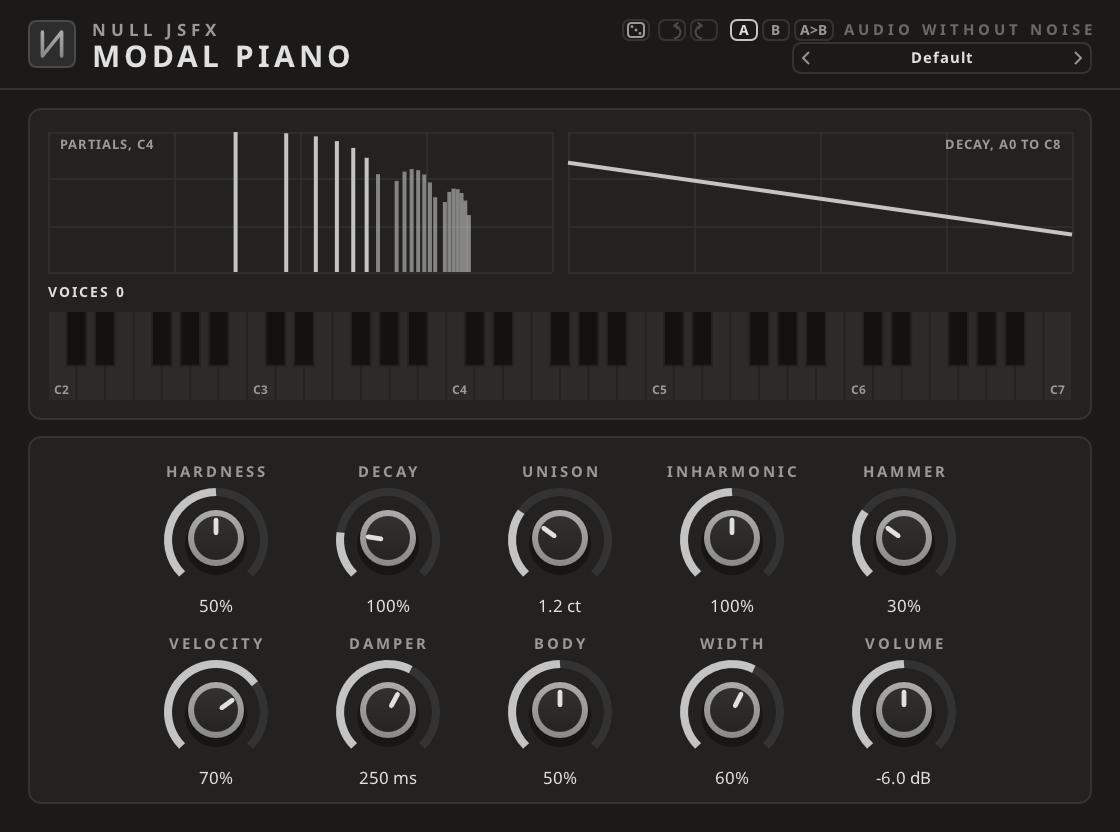 NULL JSFX
MODAL PIANO
A B A>B AUDIO WITHOUT NOISE
Default
PARTIALS, C4
DECAY, A0 TO C8
VOICES 0
C2 C3 C4 C5 C6 C7
HARDNESS DECAY UNISON INHARMONIC HAMMER
50% 100% 1.2 ct 100% 30%
VELOCITY DAMPER BODY WIDTH VOLUME
70% 250 ms 50% 60% -6.0 dB